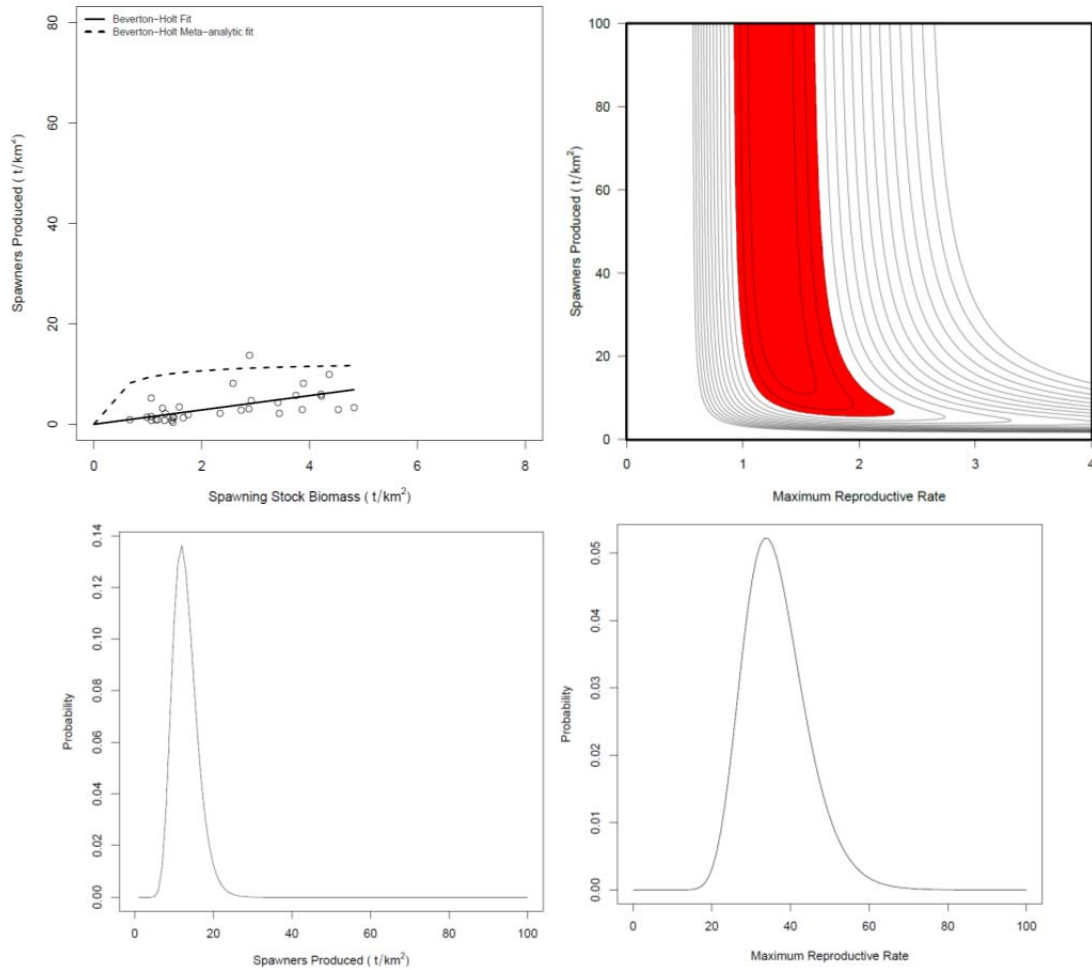 Beverton−Holt Fit
Beverton−Holt Meta−analytic fit
80
60
40
20
0
Spawners Produced ( t/km²)
0 2 4 6 8
Spawning Stock Biomass ( t/km²)
100
80
60
40
20
0
Spawners Produced ( t/km²)
0 1 2 3 4
Maximum Reproductive Rate
0.14
0.12
0.10
0.08
0.06
0.04
0.02
0.00
Probability
0 20 40 60 80 100
Spawners Produced ( t/km²)
0.05
0.04
0.03
0.02
0.01
0.00
Probability
0 20 40 60 80 100
Maximum Reproductive Rate